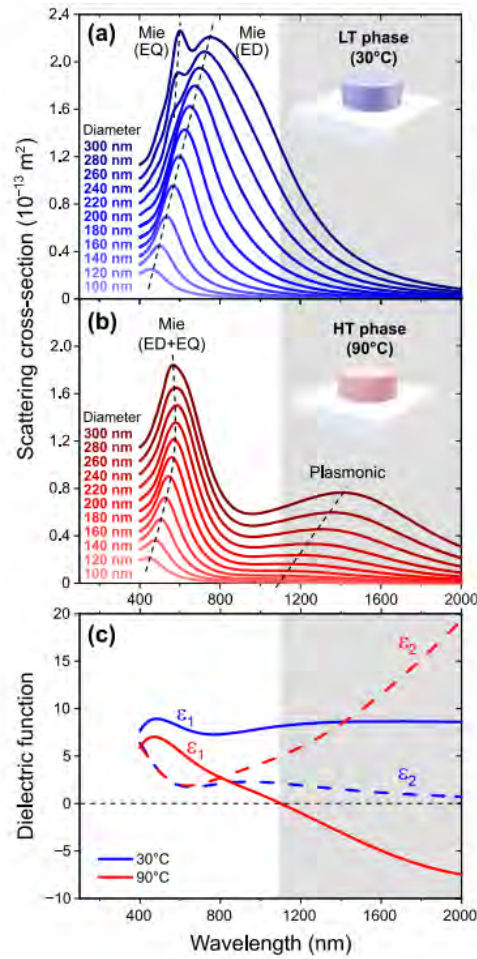 2.4
2.0
1.6
1.2
0.8
0.4
0
(a)
Mie
(EQ)
Mie
(ED)
LT phase
(30°C)
Diameter
300 nm
280 nm
260 nm
240 nm
220 nm
200 nm
180 nm
160 nm
140 nm
120 nm
100 nm
Scattering cross-section (10⁻¹³ m²)
2.0
1.6
1.2
0.8
0.4
0
(b)
Mie
(ED+EQ)
HT phase
(90°C)
Plasmonic
Diameter
300 nm
280 nm
260 nm
240 nm
220 nm
200 nm
180 nm
160 nm
140 nm
120 nm
100 nm
400 800 1200 1600 2000
20
15
10
5
0
−5
−10
Dielectric function
(c)
ε₂
ε₁
ε₁
ε₂
30°C
90°C
400 800 1200 1600 2000
Wavelength (nm)